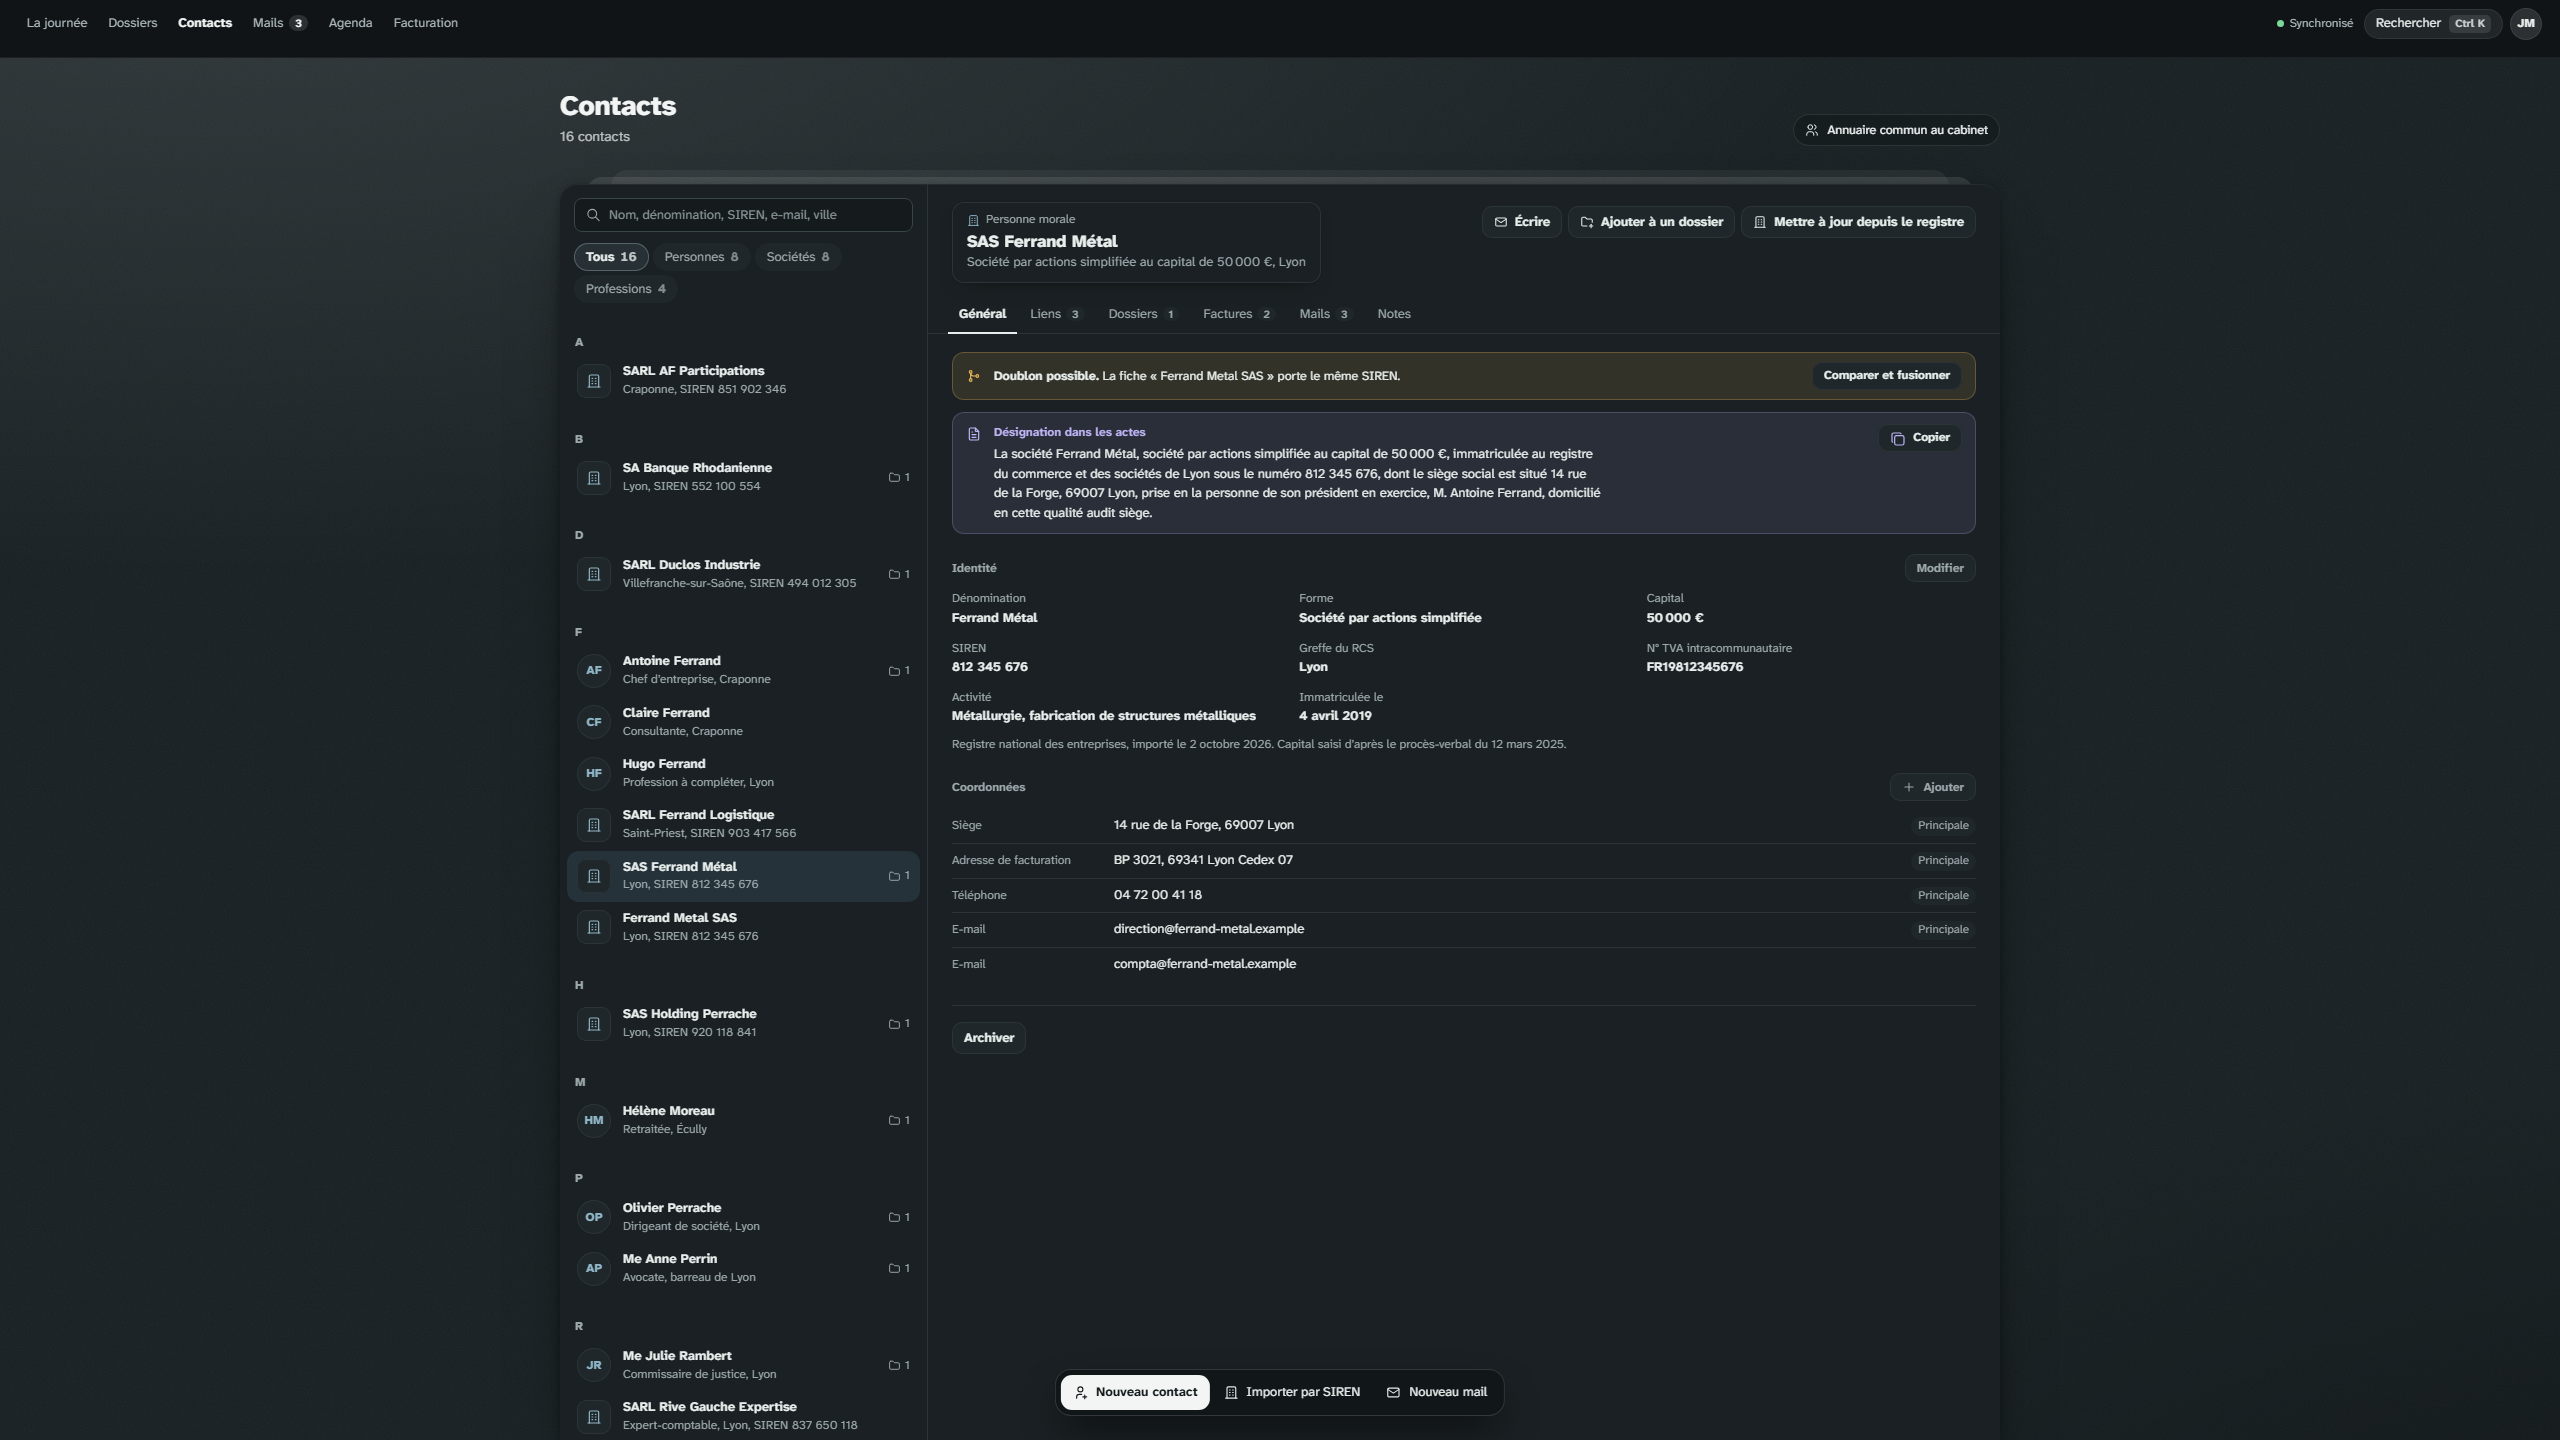 La journée
Dossiers
Contacts
Mails 3
Agenda
Facturation
Synchronisé
Rechercher Ctrl K
JM
Contacts
16 contacts
Annuaire commun au cabinet
Nom, dénomination, SIREN, e-mail, ville
Tous 16
Personnes 8
Sociétés 8
Professions 4
A
SARL AF Participations
Craponne, SIREN 851 902 346
B
SA Banque Rhodanienne
Lyon, SIREN 552 100 554
1
D
SARL Duclos Industrie
Villefranche-sur-Saône, SIREN 494 012 305
1
F
AF
Antoine Ferrand
Chef d'entreprise, Craponne
1
CF
Claire Ferrand
Consultante, Craponne
HF
Hugo Ferrand
Profession à compléter, Lyon
SARL Ferrand Logistique
Saint-Priest, SIREN 903 417 566
SAS Ferrand Métal
Lyon, SIREN 812 345 676
1
Ferrand Metal SAS
Lyon, SIREN 812 345 676
H
SAS Holding Perrache
Lyon, SIREN 920 118 841
1
M
HM
Hélène Moreau
Retraitée, Écully
1
P
OP
Olivier Perrache
Dirigeant de société, Lyon
1
AP
Me Anne Perrin
Avocate, barreau de Lyon
1
R
JR
Me Julie Rambert
Commissaire de justice, Lyon
1
SARL Rive Gauche Expertise
Expert-comptable, Lyon, SIREN 837 650 118
Personne morale
SAS Ferrand Métal
Société par actions simplifiée au capital de 50 000 €, Lyon
Écrire
Ajouter à un dossier
Mettre à jour depuis le registre
Général
Liens 3
Dossiers 1
Factures 2
Mails 3
Notes
Doublon possible. La fiche « Ferrand Metal SAS » porte le même SIREN.
Comparer et fusionner
Désignation dans les actes
Copier
La société Ferrand Métal, société par actions simplifiée au capital de 50 000 €, immatriculée au registre
du commerce et des sociétés de Lyon sous le numéro 812 345 676, dont le siège social est situé 14 rue
de la Forge, 69007 Lyon, prise en la personne de son président en exercice, M. Antoine Ferrand, domicilié
en cette qualité audit siège.
Identité
Modifier
Dénomination
Ferrand Métal
Forme
Société par actions simplifiée
Capital
50 000 €
SIREN
812 345 676
Greffe du RCS
Lyon
N° TVA intracommunautaire
FR19812345676
Activité
Métallurgie, fabrication de structures métalliques
Immatriculée le
4 avril 2019
Registre national des entreprises, importé le 2 octobre 2026. Capital saisi d'après le procès-verbal du 12 mars 2025.
Coordonnées
Ajouter
Siège 14 rue de la Forge, 69007 Lyon Principale
Adresse de facturation BP 3021, 69341 Lyon Cedex 07 Principale
Téléphone 04 72 00 41 18 Principale
E-mail direction@ferrand-metal.example Principale
E-mail compta@ferrand-metal.example
Archiver
Nouveau contact
Importer par SIREN
Nouveau mail